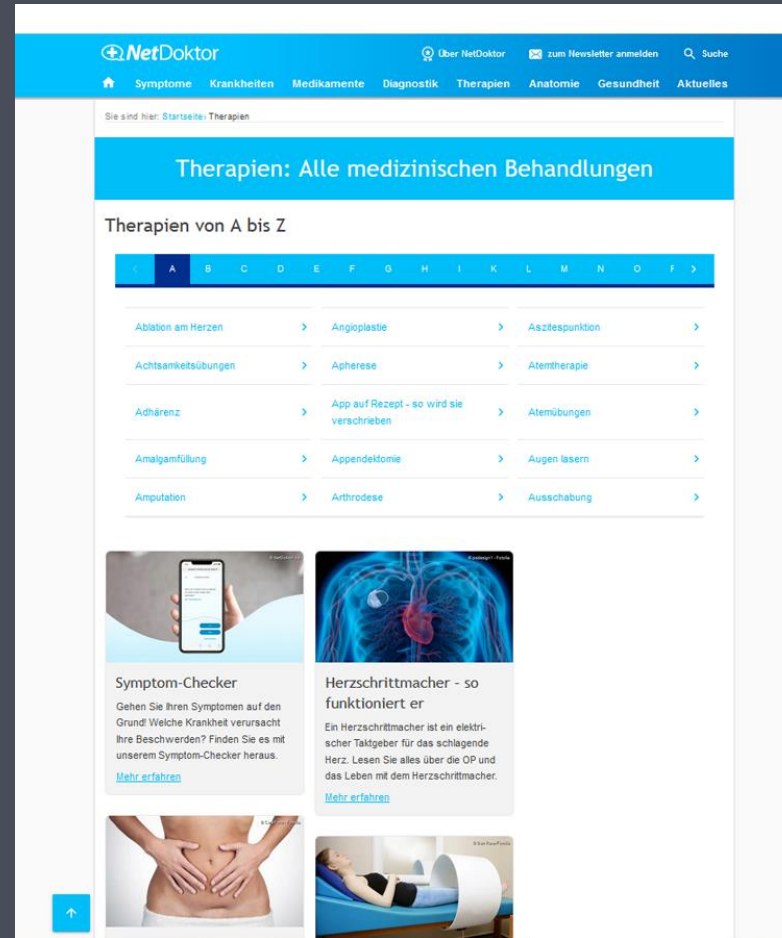 NetDoktor
Über NetDoktor
zum Newsletter anmelden
Suche
Symptome Krankheiten Medikamente Diagnostik Therapien Anatomie Gesundheit Aktuelles
Sie sind hier: Startseite› Therapien
Therapien: Alle medizinischen Behandlungen
Therapien von A bis Z
< A B C D E F G H I K L M N O >
Ablation am Herzen
Angioplastie
Aszitespunktion
Achtsamkeitsübungen
Apherese
Atemtherapie
Adhärenz
App auf Rezept - so wird sie
verschrieben
Atemübungen
Amalgamfüllung
Appendektomie
Augen lasern
Amputation
Arthrodese
Ausschabung
Symptom-Checker
Gehen Sie Ihren Symptomen auf den
Grund! Welche Krankheit verursacht
Ihre Beschwerden? Finden Sie es mit
unserem Symptom-Checker heraus.
Mehr erfahren
Herzschrittmacher - so
funktioniert er
Ein Herzschrittmacher ist ein elektri-
scher Taktgeber für das schlagende
Herz. Lesen Sie alles über die OP und
das Leben mit dem Herzschrittmacher.
Mehr erfahren